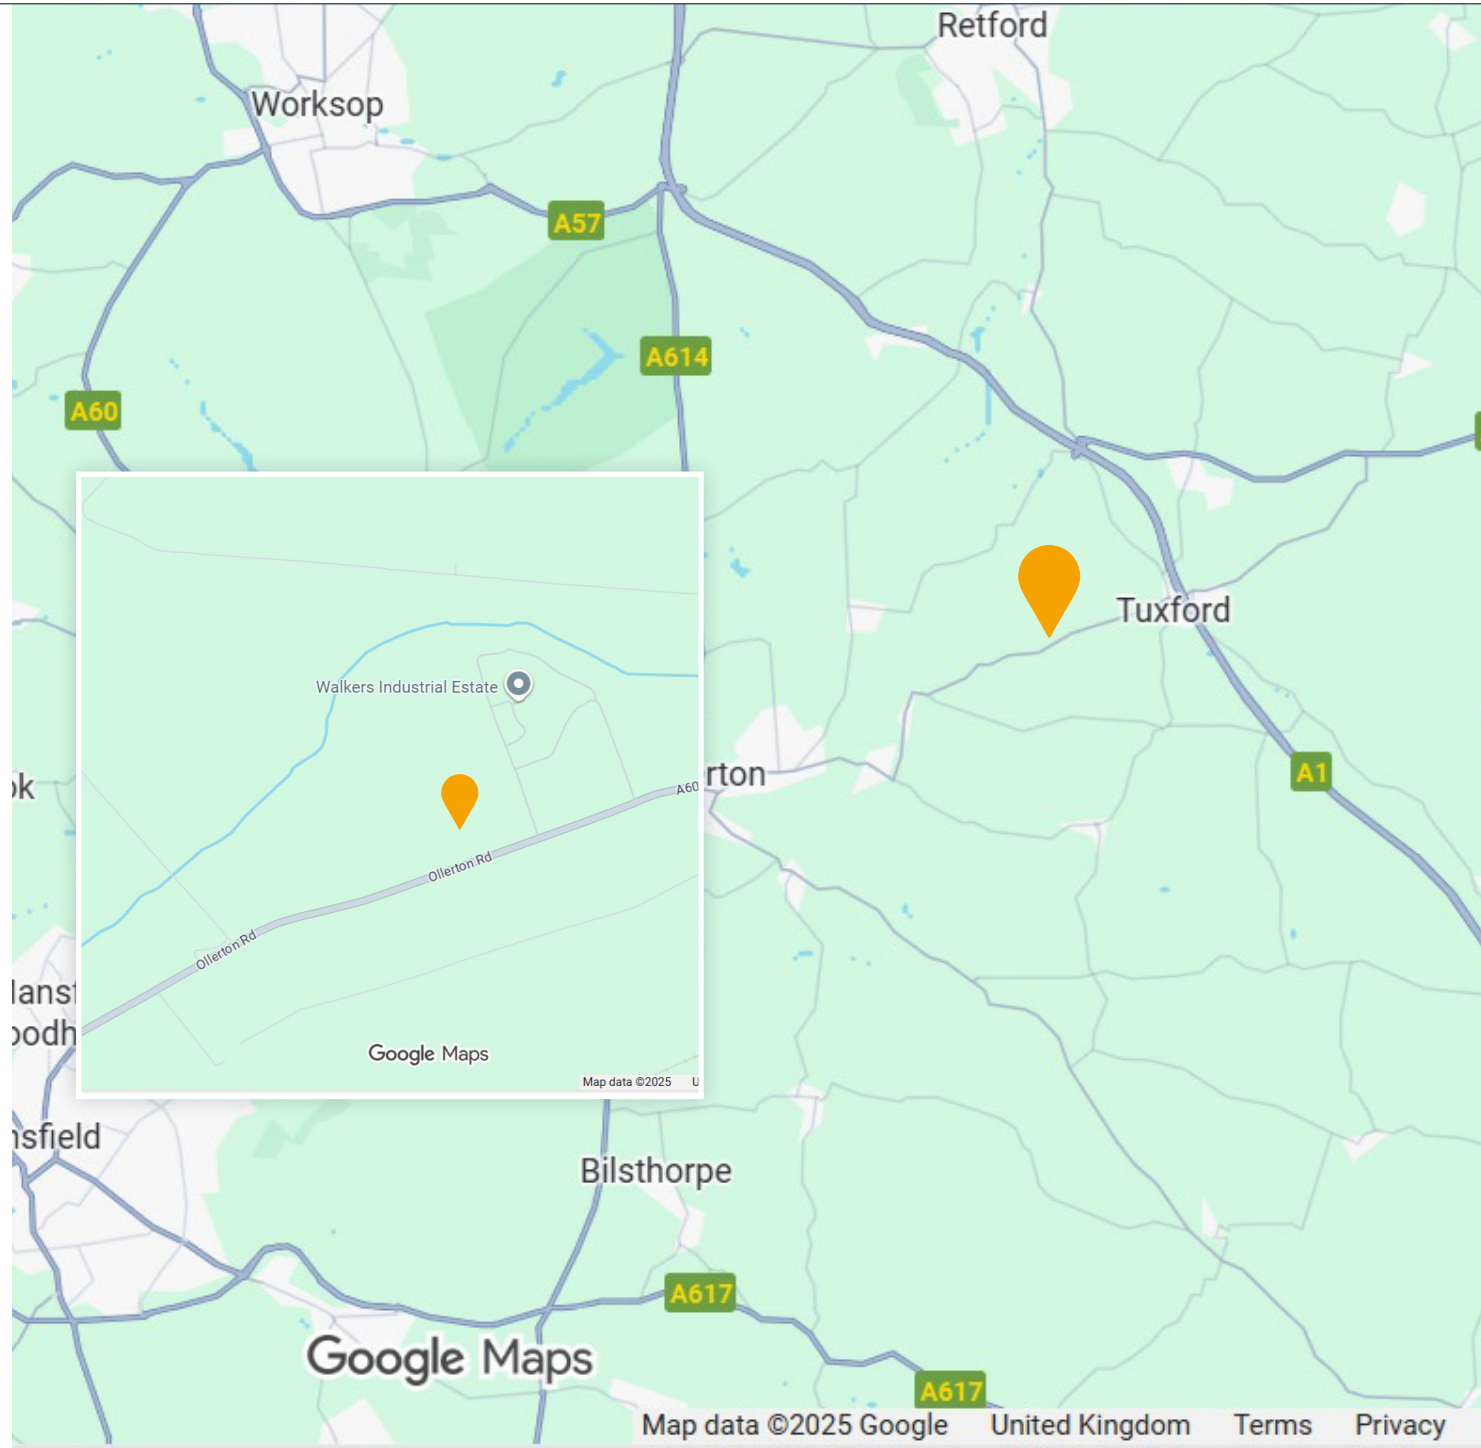 Retford
Worksop
A57
A614
A60
Tuxford
Walkers Industrial Estate
rton
A1
ok
A60
Ollerton Rd
Ollerton Rd
lansf
oodh
Google Maps
Map data ©2025 U
nsfield
Bilsthorpe
A617
Google Maps
A617
Map data ©2025 Google United Kingdom Terms Privacy